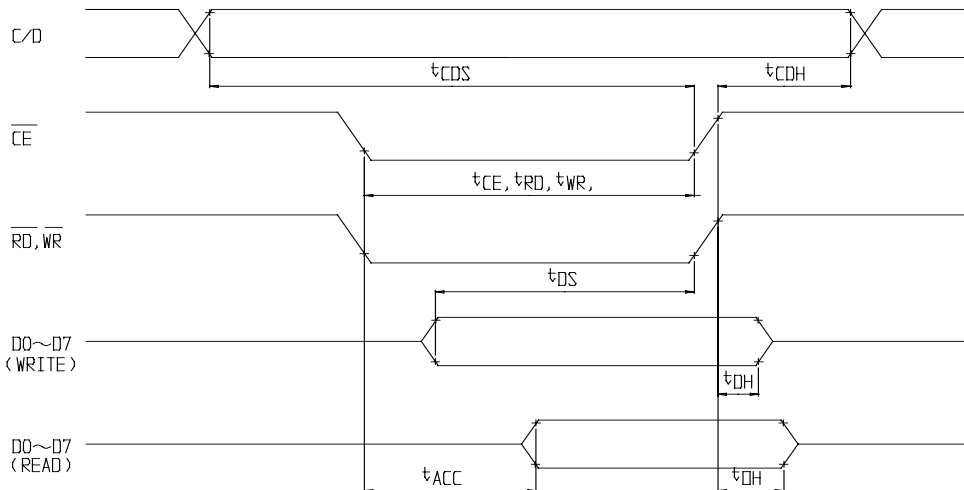 C/D
tCDS
tCDH
CE
tCE, tRD, tWR,
RD, WR
tDS
D0～D7
(WRITE)
tDH
D0～D7
(READ)
tACC
tOH